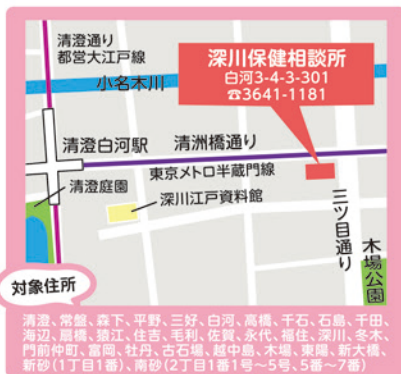 清澄通り
都営大江戸線
小名木川
深川保健相談所
白河3-4-3-301
☎3641-1181
清澄白河駅
清洲橋通り
東京メトロ半蔵門線
清澄庭園
深川江戸資料館
三ツ目通り
木場公園
対象住所
清澄、常盤、森下、平野、三好、白河、高橋、千石、石島、千田、
海辺、扇橋、猿江、住吉、毛利、佐賀、永代、福住、深川、冬木、
門前仲町、富岡、牡丹、古石場、越中島、木場、東陽、新大橋、
新砂(1丁目1番)、南砂(2丁目1番1号〜5号、5番〜7番)